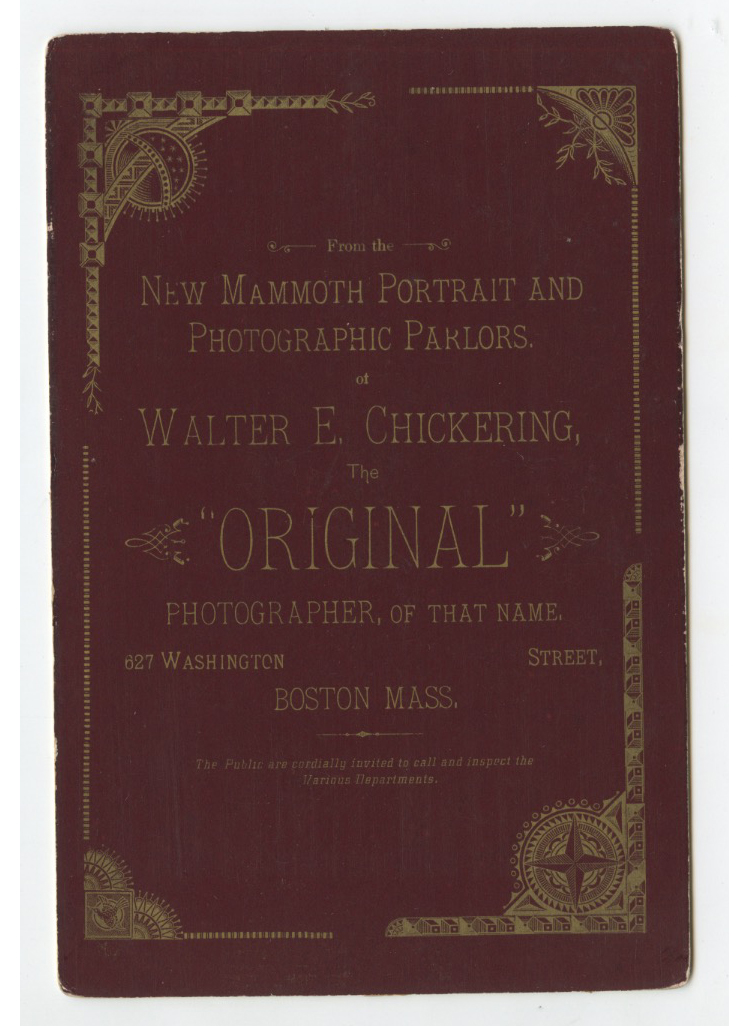 From the
New Mammoth Portrait and
Photographic Parlors.
of
Walter E. Chickering,
The
"ORIGINAL"
Photographer, of that name,
627 Washington Street,
Boston Mass.
The Public are cordially invited to call and inspect the
Various Departments.